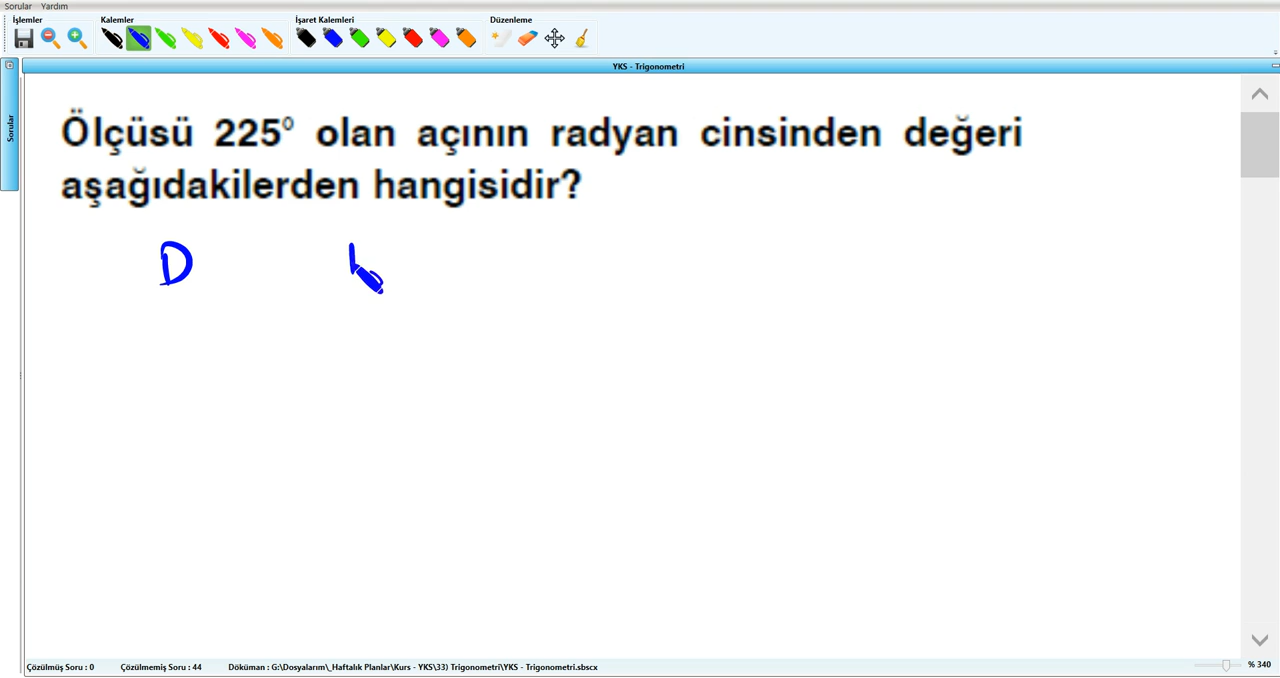 Sorular Yardım
İşlemler Kalemler İşaret Kalemleri Düzenleme
YKS - Trigonometri
Sorular
Ölçüsü 225⁰ olan açının radyan cinsinden değeri
aşağıdakilerden hangisidir?
D
Çözülmüş Soru : 0 Çözülmemiş Soru : 44 Döküman : G:\Dosyalarım\_Haftalık Planlar\Kurs - YKS\33) Trigonometri\YKS - Trigonometri.sbscx % 340